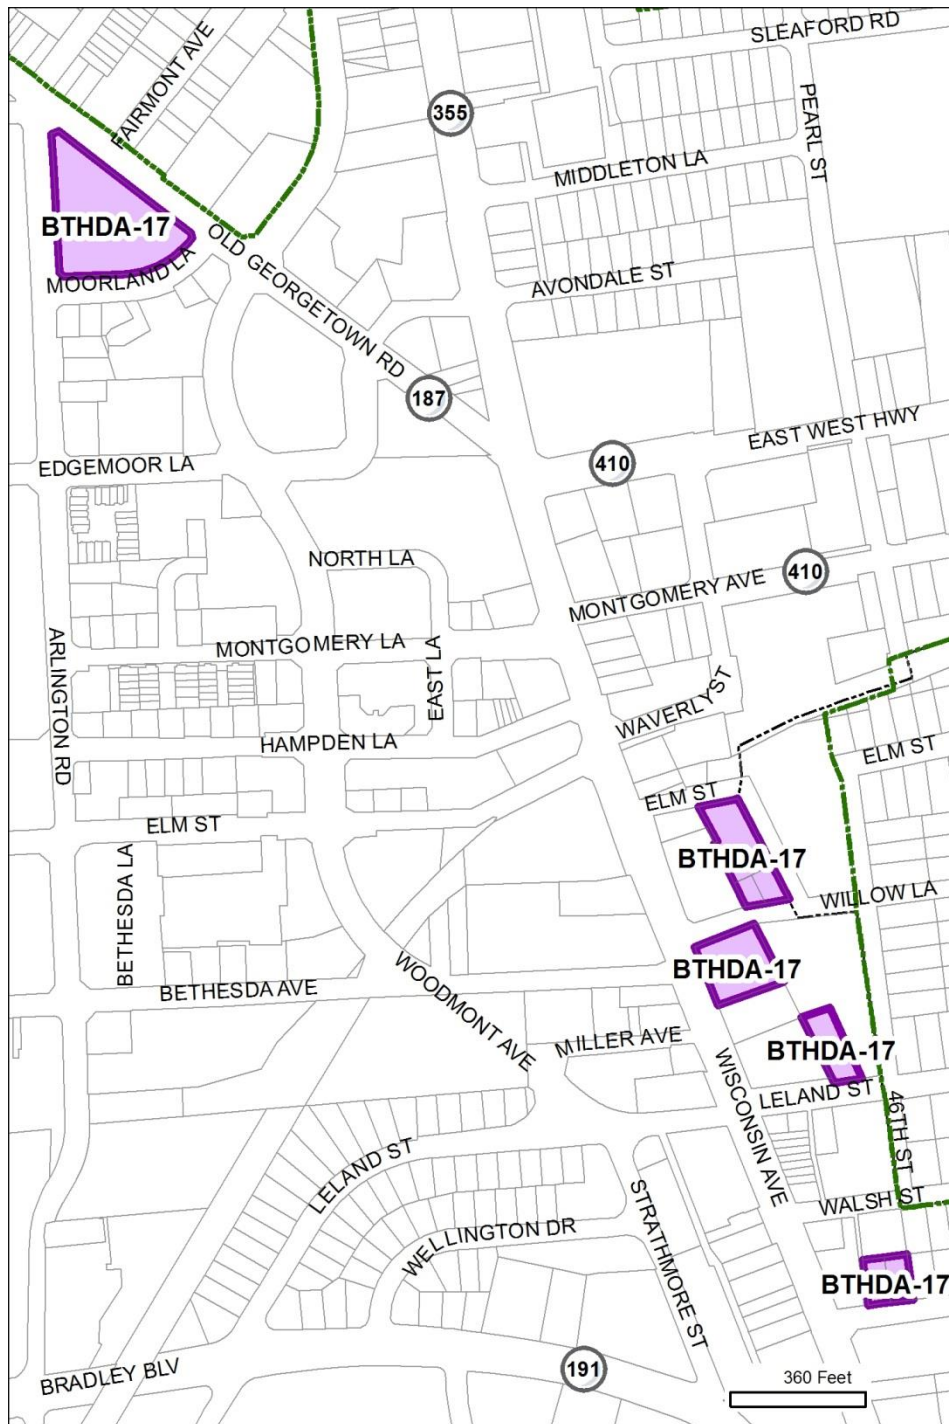 SLEAFORD RD
FAIRMONT AVE
355
PEARL ST
MIDDLETON LA
BTHDA-17
OLD GEORGETOWN RD
MOORLAND LA
AVONDALE ST
187
EAST WEST HWY
410
EDGEMOOR LA
NORTH LA
410
MONTGOMERY AVE
ARLINGTON RD
MONTGOMERY LA
EAST LA
WAVERLY ST
HAMPDEN LA
ELM ST
ELM ST
ELM ST
BETHESDA LA
BTHDA-17
WILLOW LA
BTHDA-17
BETHESDA AVE
WOODMONT AVE
MILLER AVE
BTHDA-17
WISCONSIN AVE
LELAND ST
46TH ST
LELAND ST
WALSH ST
STRATHMORE ST
WELLINGTON DR
BTHDA-17
BRADLEY BLV
191
360 Feet